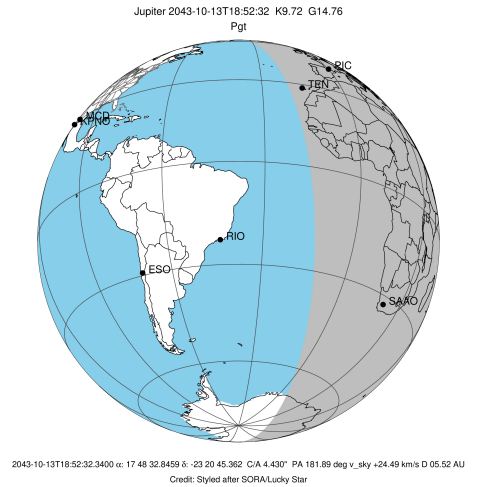 Jupiter 2043-10-13T18:52:32 K9.72 G14.76
Pgt
PIC
TEN
MCD
KPNO
RIO
ESO
SAAO
2043-10-13T18:52:32.3400 α: 17 48 32.8459 δ: -23 20 45.362 C/A 4.430" PA 181.89 deg v_sky +24.49 km/s D 05.52 AU
Credit: Styled after SORA/Lucky Star